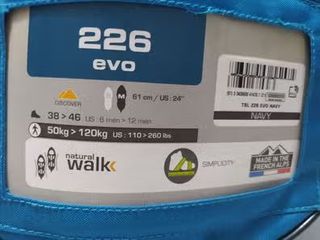 226
evo
DISCOVER
M
61 cm / US : 24"
38 > 46 US : 6 men > 12 men
50kg > 120kg US : 110 > 260 lbs
TSL 226 EVO NAVY
NAVY
natural
walk
SIMPLICITY
MADE IN THE
FRENCH ALPS